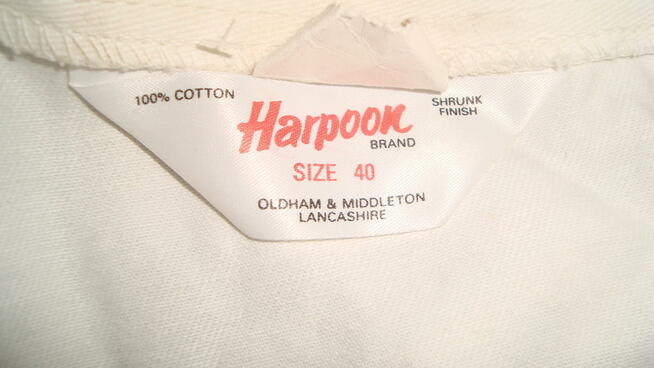 100% COTTON
SHRUNK
FINISH
Harpoon
BRAND
SIZE 40
OLDHAM & MIDDLETON
LANCASHIRE